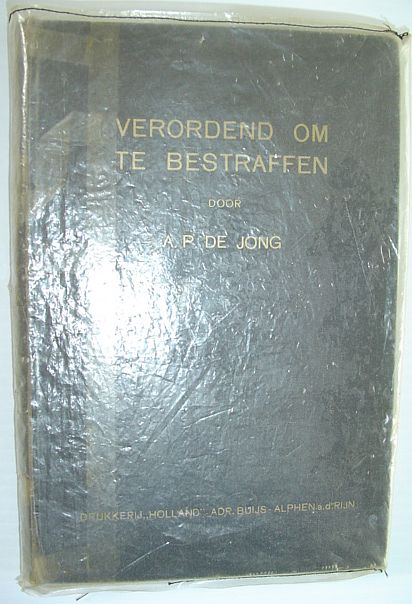 VERORDEND OM
TE BESTRAFFEN
DOOR
A. P. DE JONG
DRUKKERIJ „HOLLAND" - ADR. BUIJS - ALPHEN a.d. RIJN